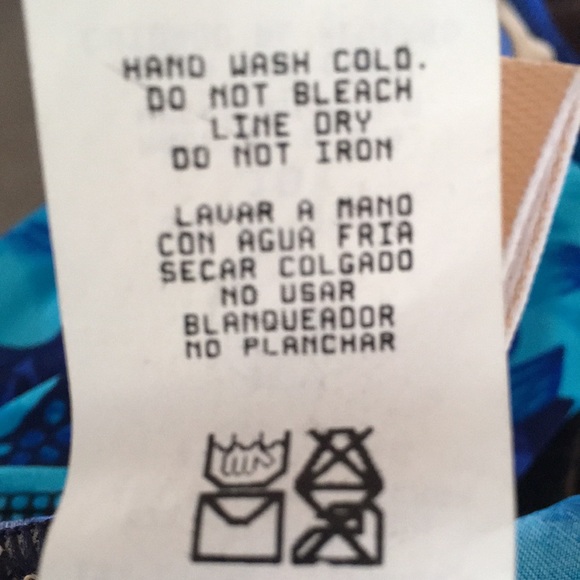 HAND WASH COLD.
DO NOT BLEACH
LINE DRY
DO NOT IRON
LAVAR A MANO
CON AGUA FRIA
SECAR COLGADO
NO USAR
BLANQUEADOR
NO PLANCHAR